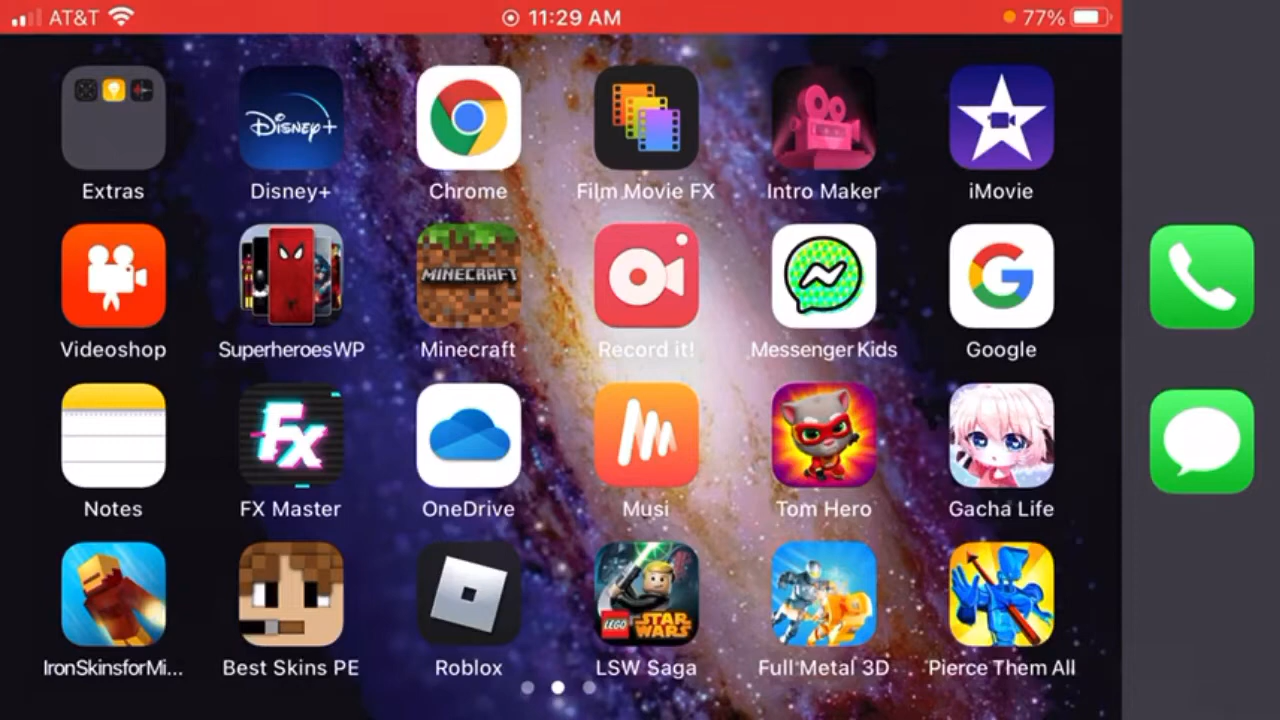 AT&T 11:29 AM 77%
Extras Disney+ Chrome Film Movie FX Intro Maker iMovie
Disney+
MINECRAFT
Videoshop SuperheroesWP Minecraft Record it! Messenger Kids Google
Fx
Notes FX Master OneDrive Musi Tom Hero Gacha Life
LEGO STAR WARS
IronSkinsforMi... Best Skins PE Roblox LSW Saga Full Metal 3D Pierce Them All